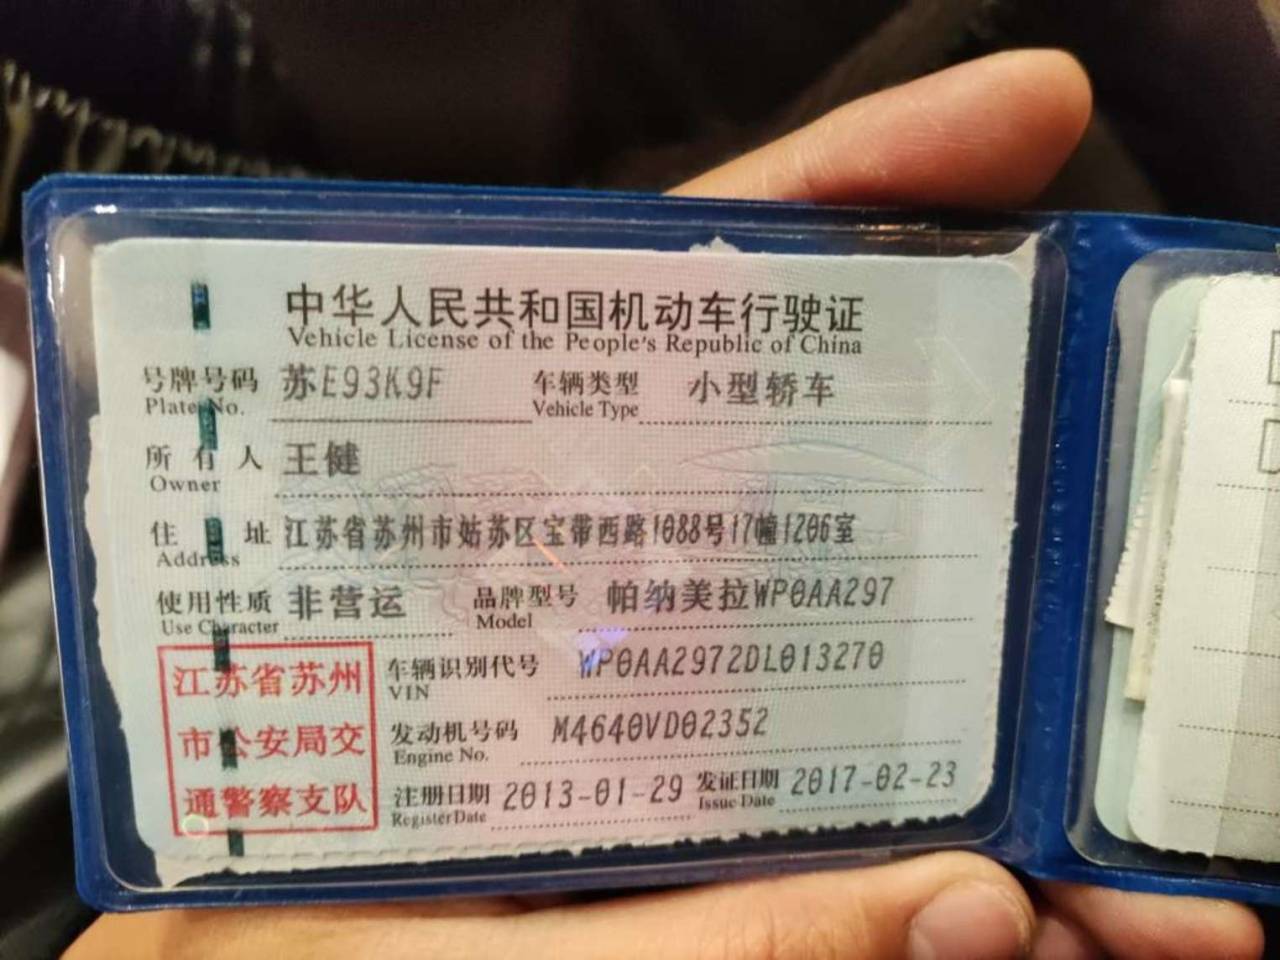 中华人民共和国机动车行驶证
Vehicle License of the People's Republic of China
号牌号码 苏E93K9F 车辆类型 小型轿车
Plate No. Vehicle Type
所有人 王健
Owner
住址 江苏省苏州市姑苏区宝带西路1088号17幢1206室
Address
使用性质 非营运 品牌型号 帕纳美拉WP0AA297
Use Character Model
车辆识别代号 WP0AA2972DL013270
VIN
发动机号码 M4640VD02352
Engine No.
注册日期 2013-01-29 发证日期 2017-02-23
Register Date Issue Date
江苏省苏州
市公安局交
通警察支队